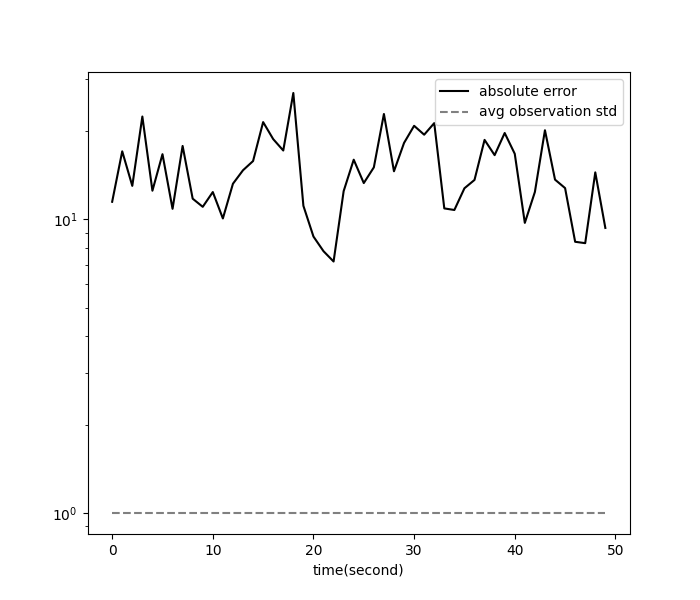 absolute error
avg observation std
10¹
10⁰
0 10 20 30 40 50
time(second)